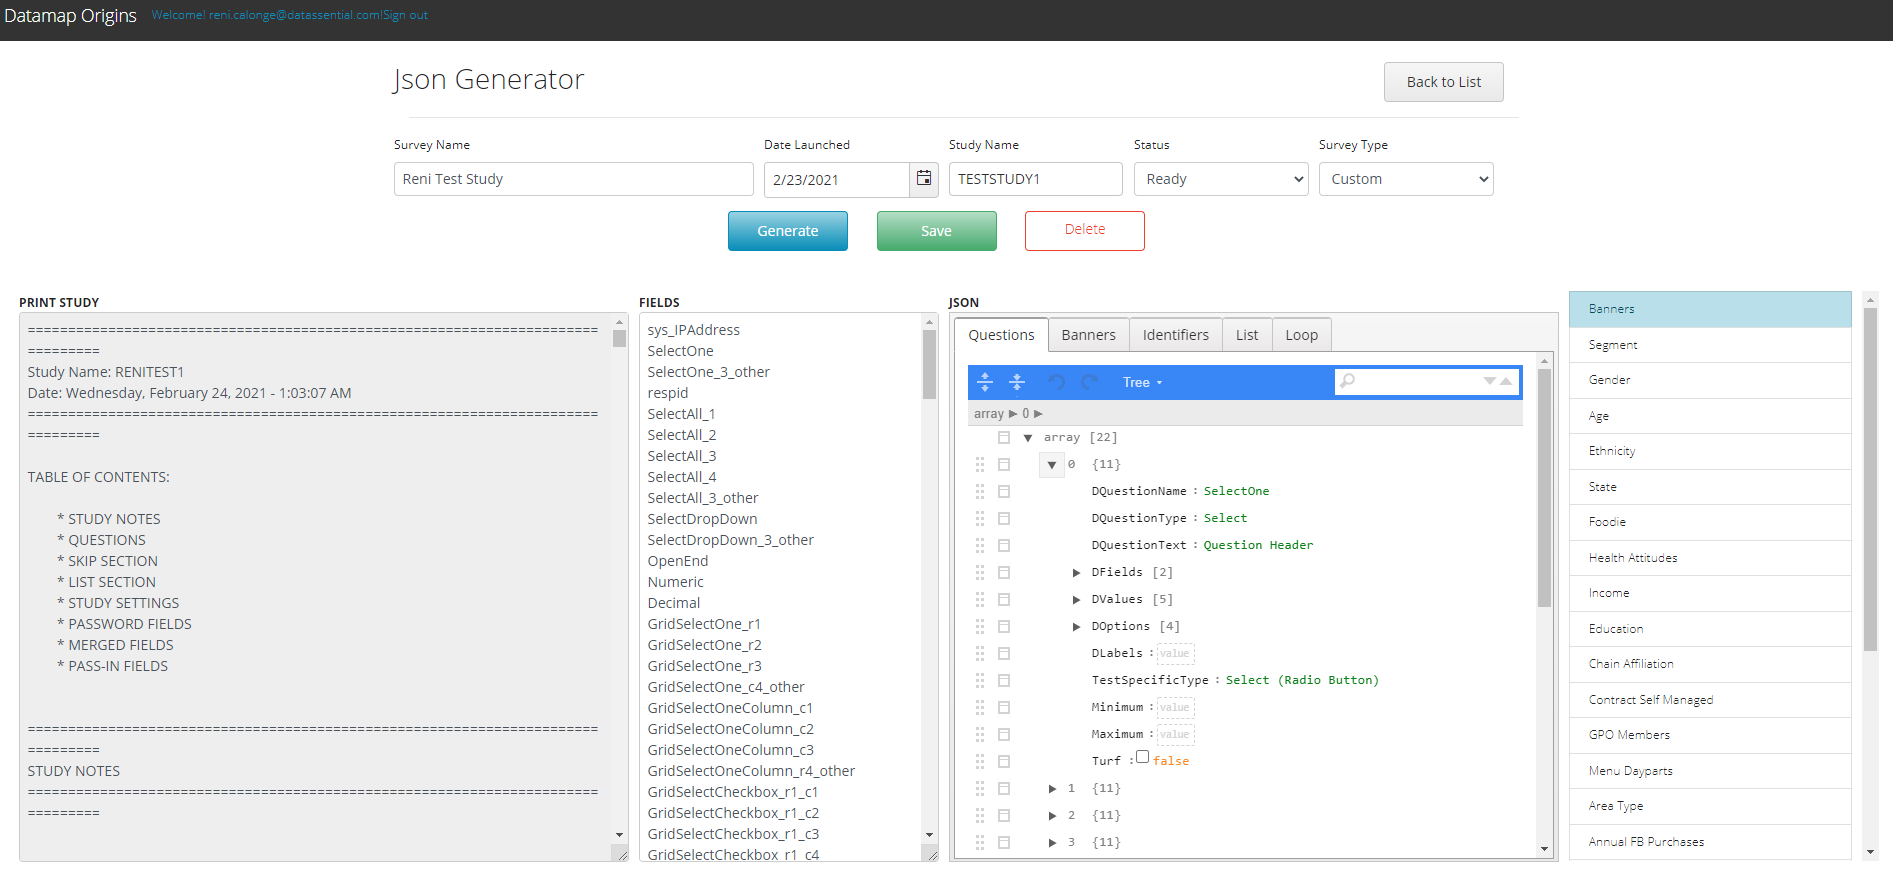 Datamap Origins Welcome! reni.calonge@datassential.com!Sign out
Json Generator
Back to List
Survey Name Date Launched Study Name Status Survey Type
Reni Test Study 2/23/2021 TESTSTUDY1 Ready Custom
Generate Save Delete
PRINT STUDY
=======================================================================
=========
Study Name: RENITEST1
Date: Wednesday, February 24, 2021 - 1:03:07 AM
=======================================================================
=========
TABLE OF CONTENTS:
* STUDY NOTES
* QUESTIONS
* SKIP SECTION
* LIST SECTION
* STUDY SETTINGS
* PASSWORD FIELDS
* MERGED FIELDS
* PASS-IN FIELDS
=======================================================================
=========
STUDY NOTES
=======================================================================
=========
FIELDS
sys_IPAddress
SelectOne
SelectOne_3_other
respid
SelectAll_1
SelectAll_2
SelectAll_3
SelectAll_4
SelectAll_3_other
SelectDropDown
SelectDropDown_3_other
OpenEnd
Numeric
Decimal
GridSelectOne_r1
GridSelectOne_r2
GridSelectOne_r3
GridSelectOne_c4_other
GridSelectOneColumn_c1
GridSelectOneColumn_c2
GridSelectOneColumn_c3
GridSelectOneColumn_r4_other
GridSelectCheckbox_r1_c1
GridSelectCheckbox_r1_c2
GridSelectCheckbox_r1_c3
GridSelectCheckbox_r1_c4
JSON
Questions Banners Identifiers List Loop
Tree
array ► 0 ►
array [22]
0 {11}
DQuestionName : SelectOne
DQuestionType : Select
DQuestionText : Question Header
DFields [2]
DValues [5]
DOptions [4]
DLabels : value
TestSpecificType : Select (Radio Button)
Minimum : value
Maximum : value
Turf : false
1 {11}
2 {11}
3 {11}
Banners
Segment
Gender
Age
Ethnicity
State
Foodie
Health Attitudes
Income
Education
Chain Affiliation
Contract Self Managed
GPO Members
Menu Dayparts
Area Type
Annual FB Purchases